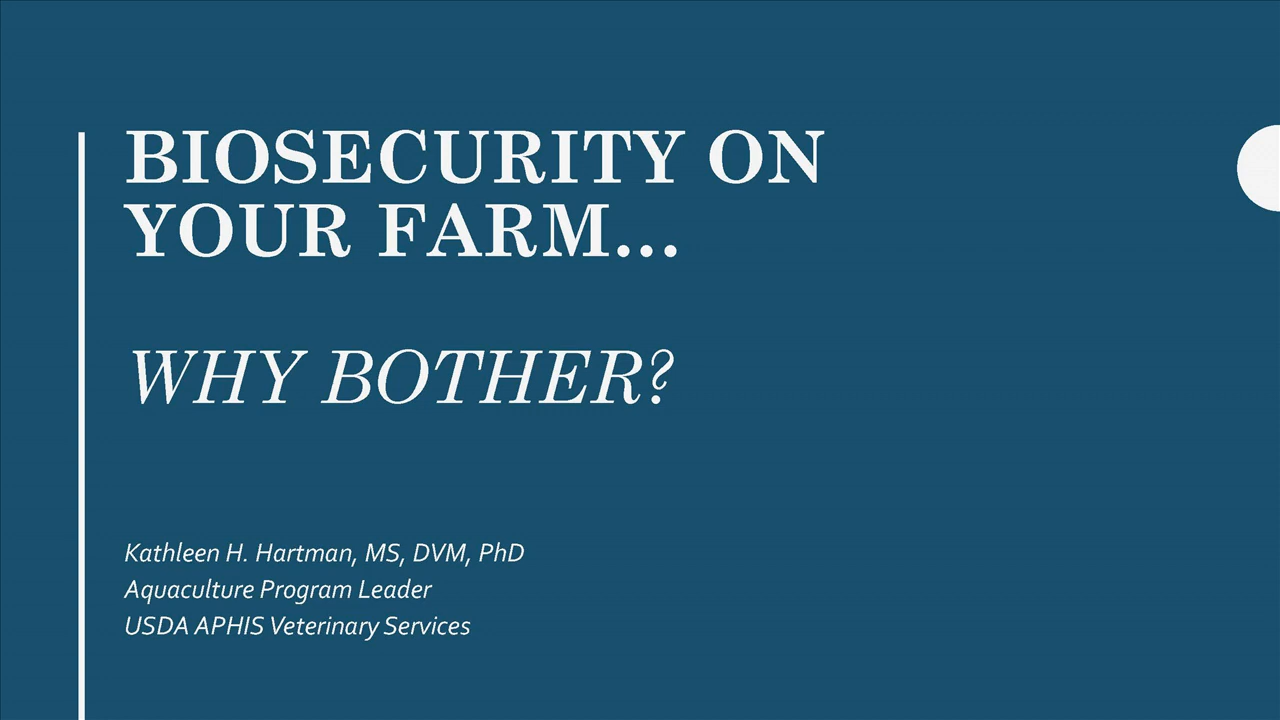 BIOSECURITY ON
YOUR FARM...
WHY BOTHER?
Kathleen H. Hartman, MS, DVM, PhD
Aquaculture Program Leader
USDA APHIS Veterinary Services